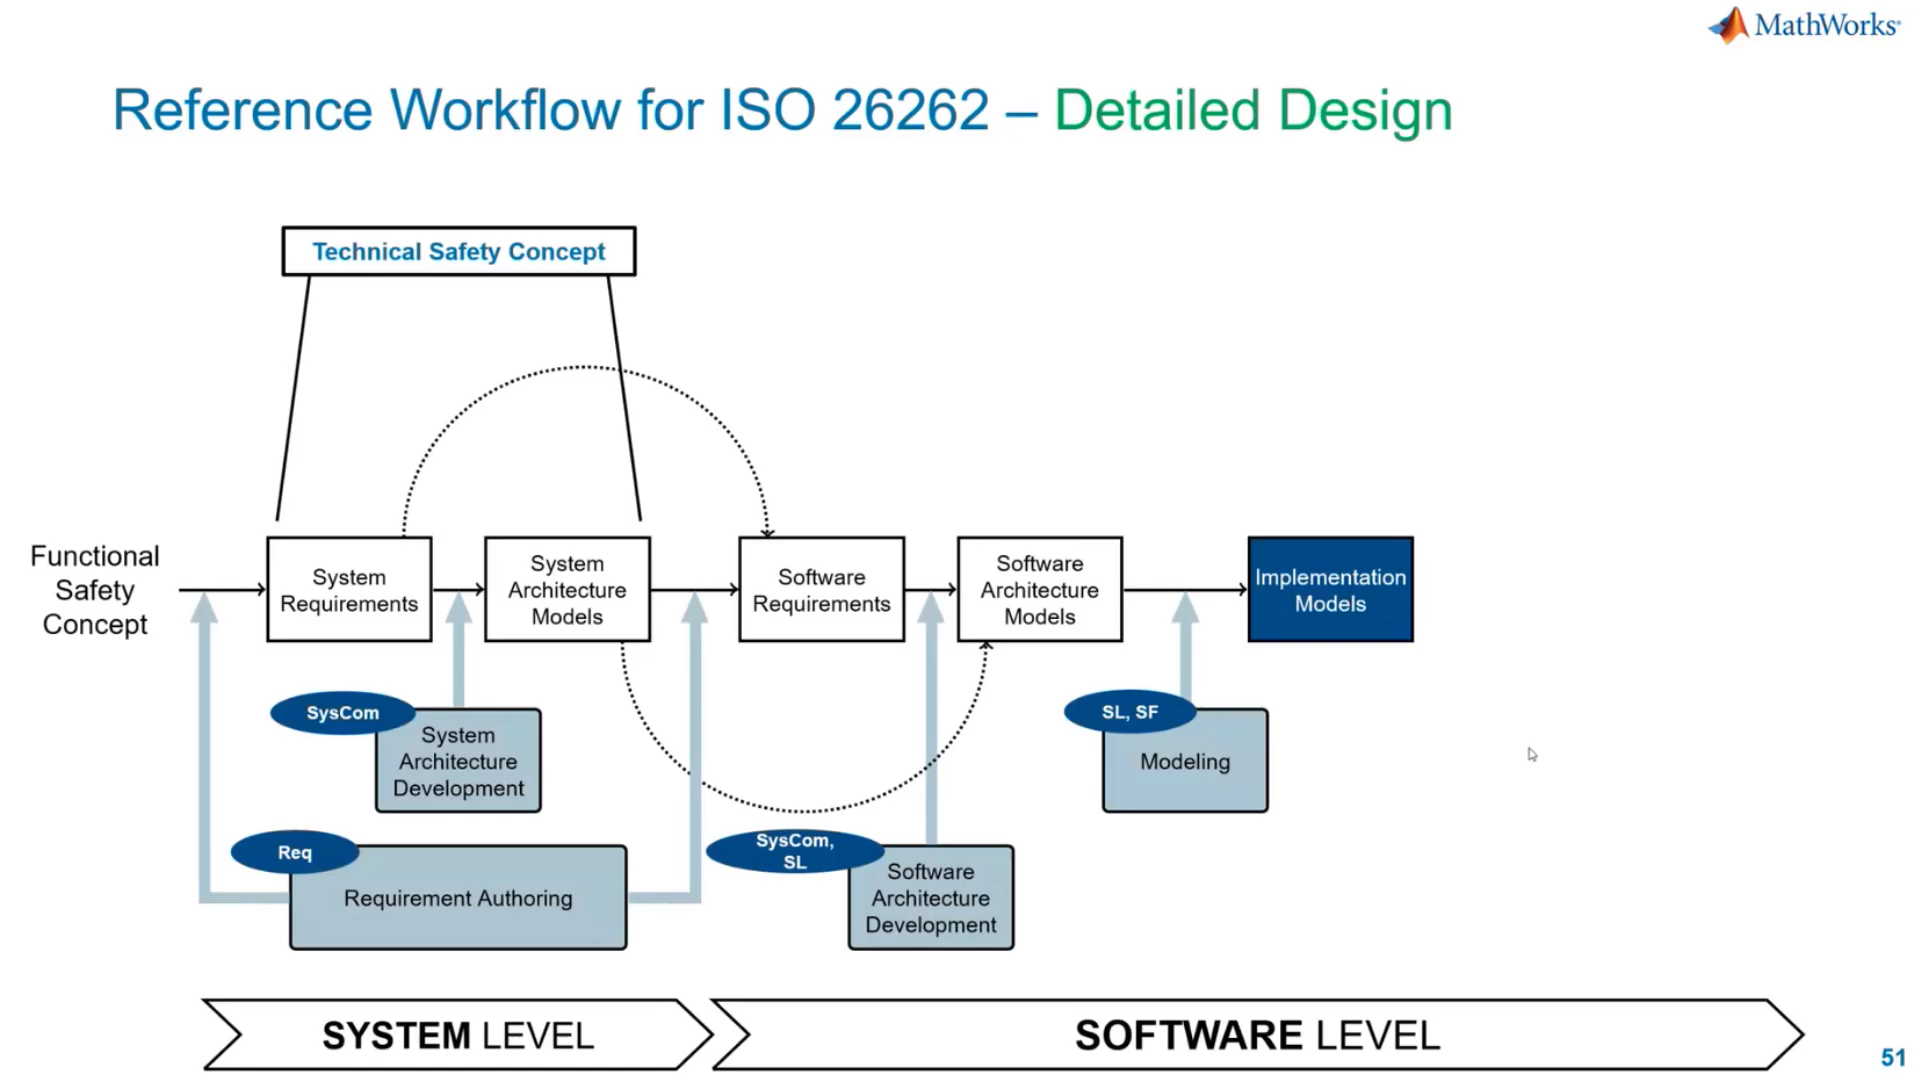 MathWorks
Reference Workflow for ISO 26262 – Detailed Design
Technical Safety Concept
Functional
Safety
Concept
System
Requirements
System
Architecture
Models
Software
Requirements
Software
Architecture
Models
Implementation
Models
SysCom
System
Architecture
Development
SL, SF
Modeling
Req
Requirement Authoring
SysCom,
SL
Software
Architecture
Development
SYSTEM LEVEL
SOFTWARE LEVEL
51